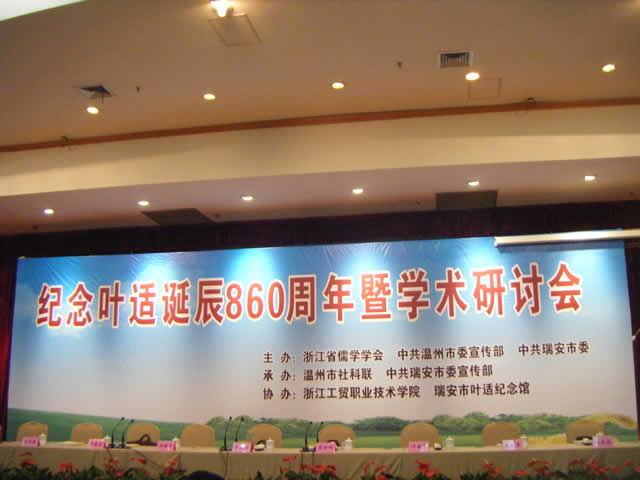 纪念叶适诞辰860周年暨学术研讨会
主 办：浙江省儒学学会 中共温州市委宣传部 中共瑞安市委
承 办：温州市社科联 中共瑞安市委宣传部
协 办：浙江工贸职业技术学院 瑞安市叶适纪念馆